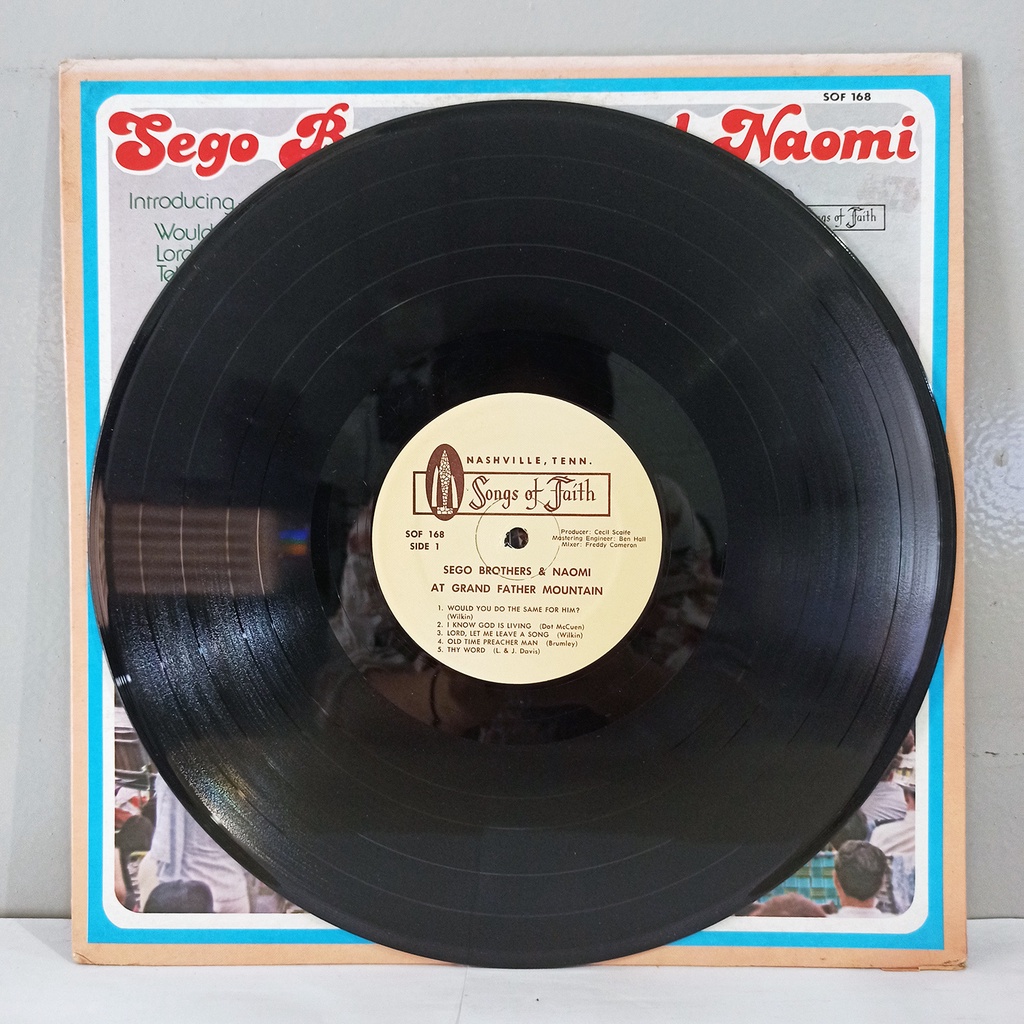 SOF 168
Sego B Naomi
Introducing
Songs of Faith
Would
Lord
NASHVILLE, TENN.
Songs of Faith
SOF 168
SIDE 1
Producer: Cecil Scaife
Mastering Engineer: Ben Hall
Mixer: Freddy Cameron
SEGO BROTHERS & NAOMI
AT GRAND FATHER MOUNTAIN
1. WOULD YOU DO THE SAME FOR HIM?
(Wilkin)
2. I KNOW GOD IS LIVING (Dot McCuen)
3. LORD, LET ME LEAVE A SONG (Wilkin)
4. OLD TIME PREACHER MAN (Brumley)
5. THY WORD (L. & J. Davis)